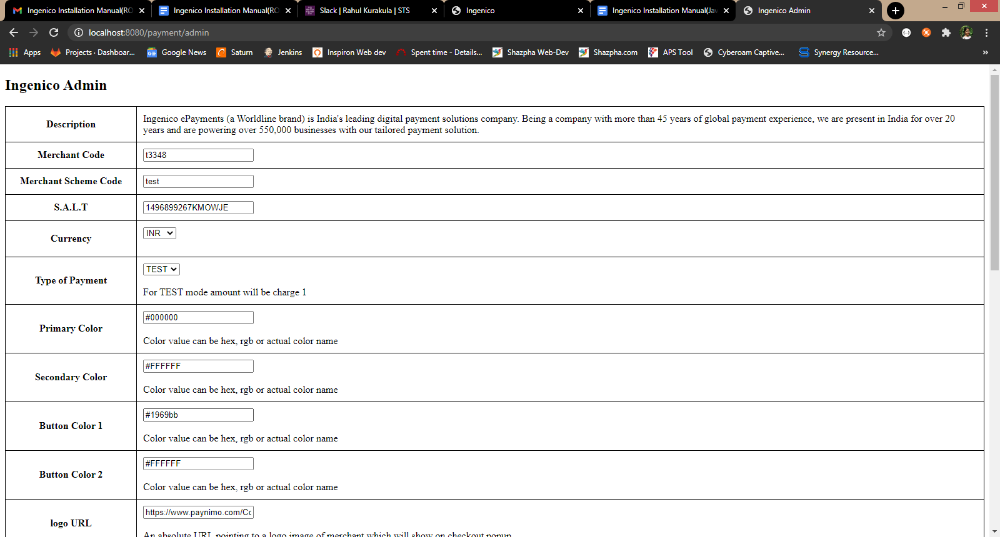 Ingenico Installation Manual(RO
Ingenico Installation Manual(RO
Slack | Rahul Kurakula | STS
Ingenico
Ingenico Installation Manual(Jav
Ingenico Admin
localhost:8080/payment/admin
Apps
Projects · Dashboar...
Google News
Saturn
Jenkins
Inspiron Web dev
Spent time - Details...
Shazpha Web-Dev
Shazpha.com
APS Tool
Cyberoam Captive...
Synergy Resource...
»
Ingenico Admin
Description
Ingenico ePayments (a Worldline brand) is India's leading digital payment solutions company. Being a company with more than 45 years of global payment experience, we are present in India for over 20
years and are powering over 550,000 businesses with our tailored payment solution.
Merchant Code
t3348
Merchant Scheme Code
test
S.A.L.T
1496899267KMOWJE
Currency
INR
Type of Payment
TEST
For TEST mode amount will be charge 1
Primary Color
#000000
Color value can be hex, rgb or actual color name
Secondary Color
#FFFFFF
Color value can be hex, rgb or actual color name
Button Color 1
#1969bb
Color value can be hex, rgb or actual color name
Button Color 2
#FFFFFF
Color value can be hex, rgb or actual color name
logo URL
https://www.paynimo.com/Co
An absolute URL pointing to a logo image of merchant which will show on checkout popup